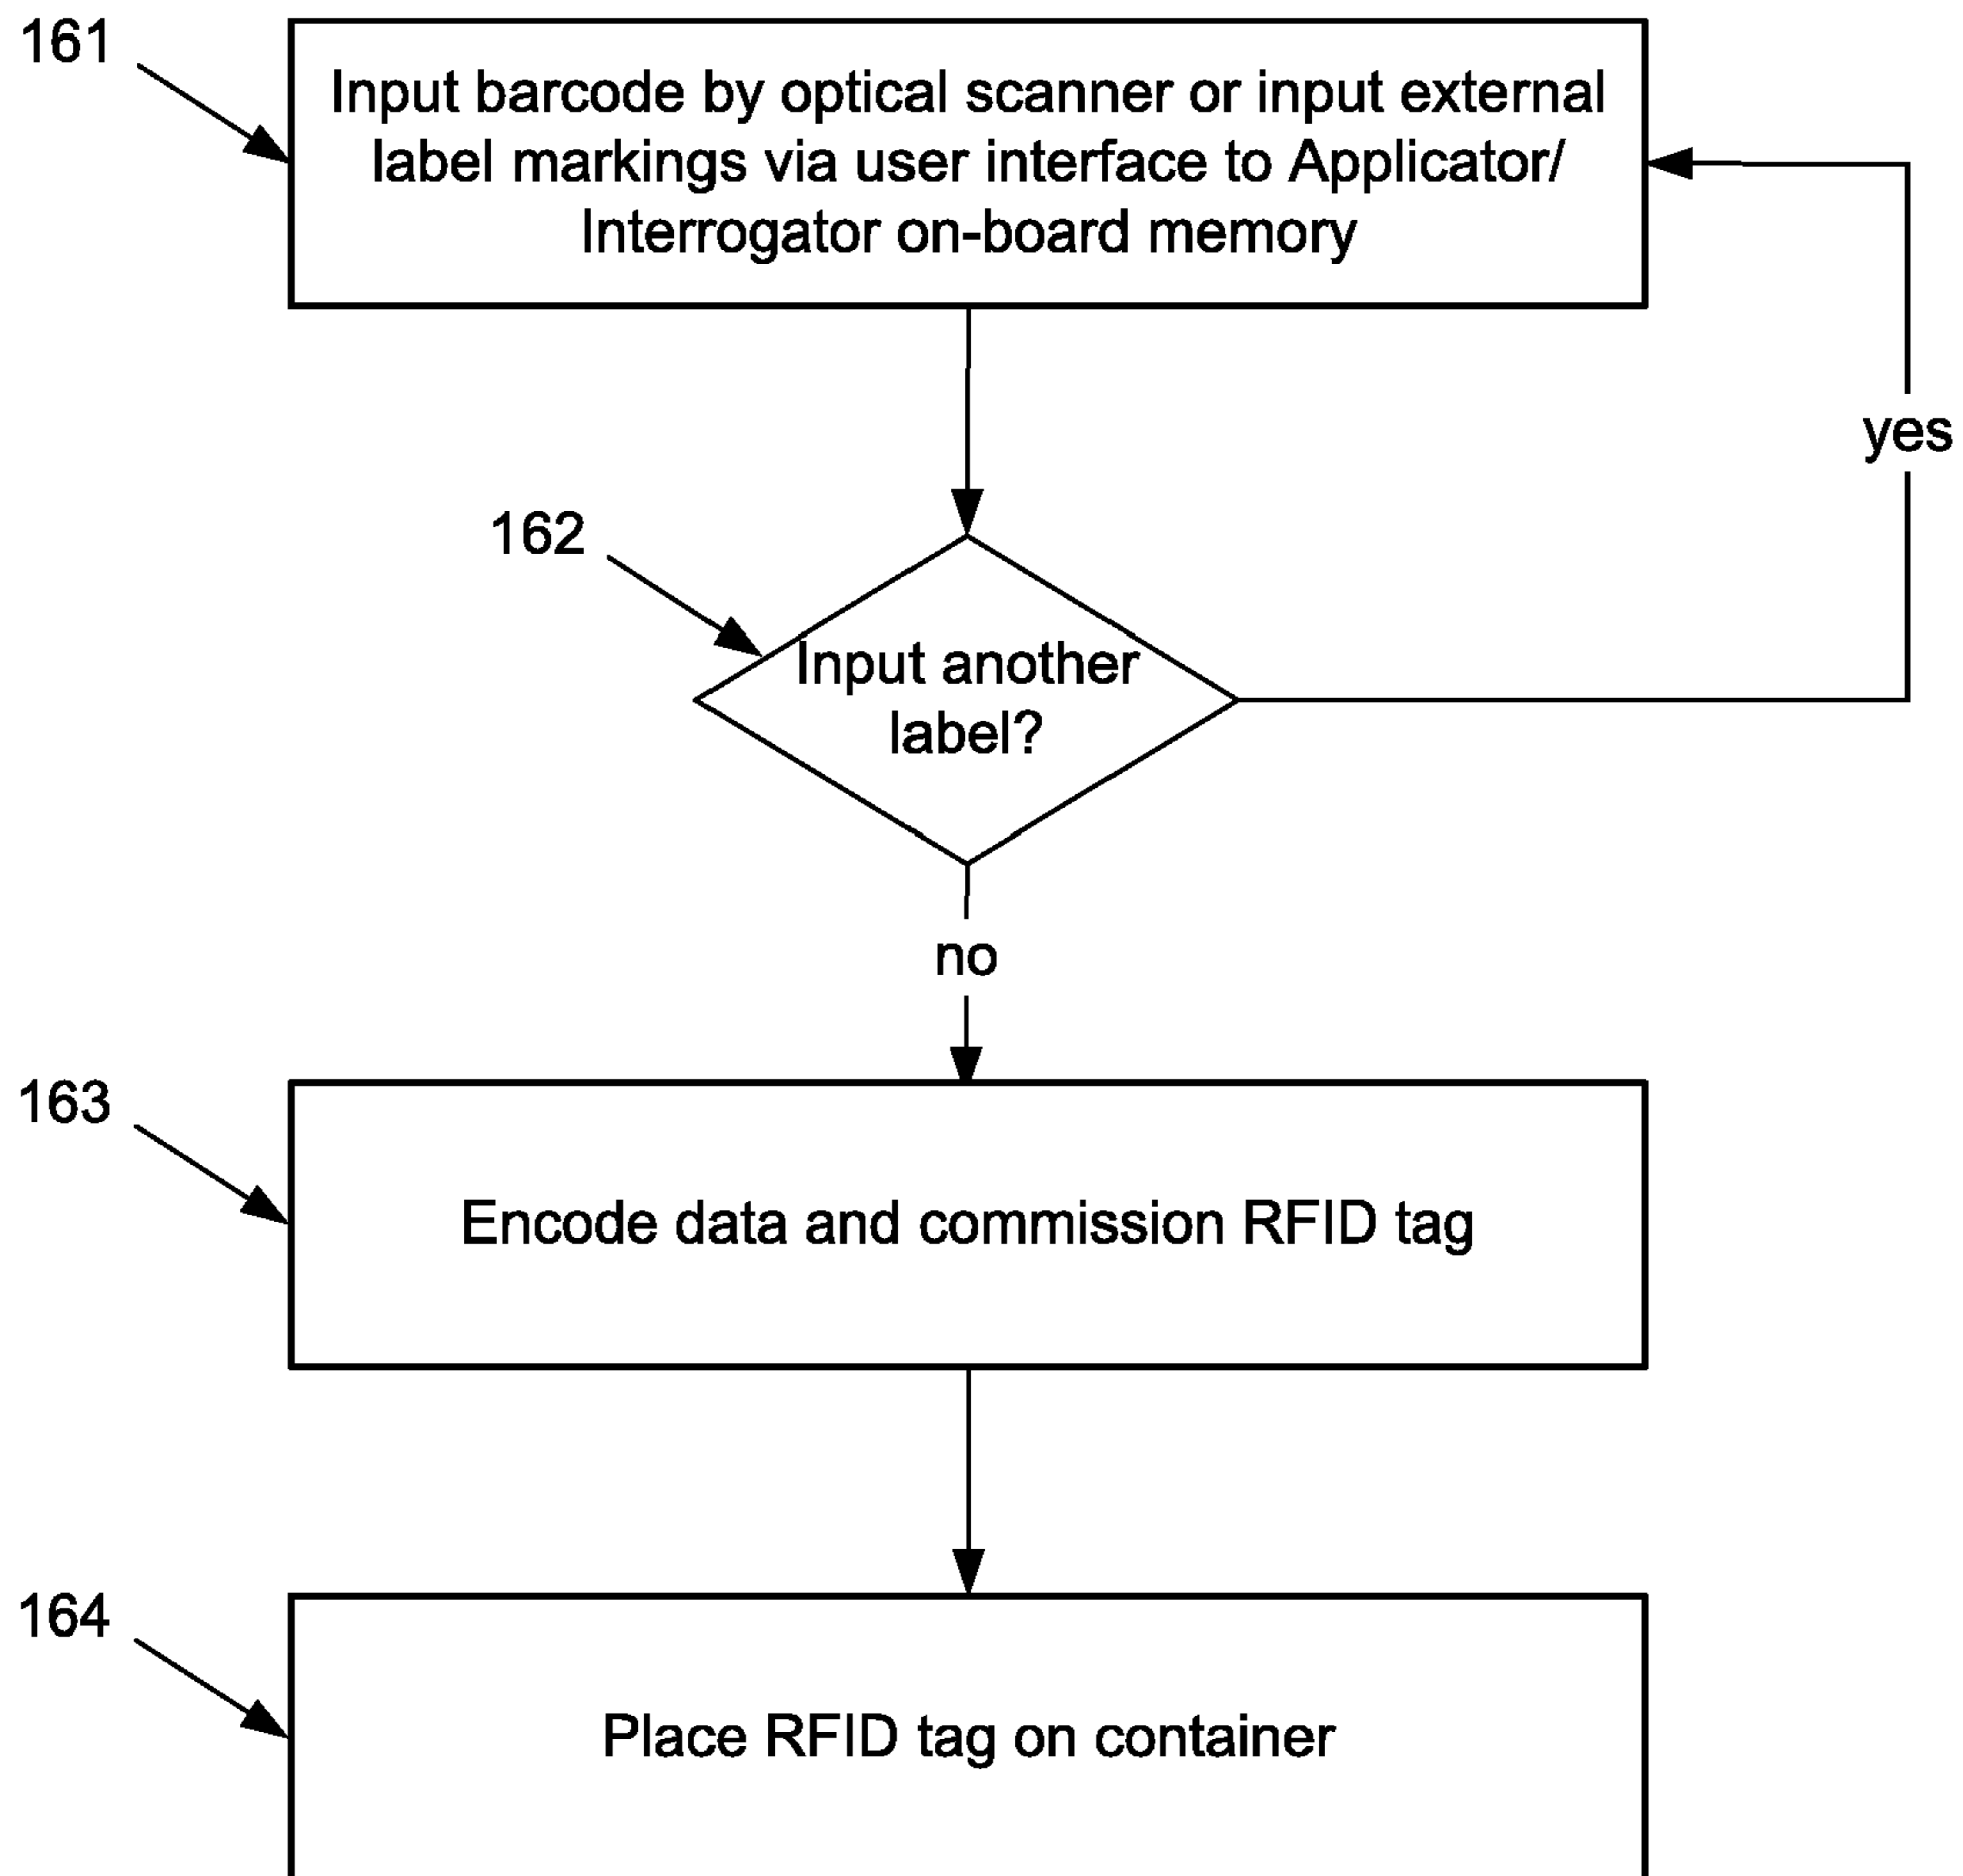 161
Input barcode by optical scanner or input external
label markings via user interface to Applicator/
Interrogator on-board memory
yes
162
Input another
label?
no
163
Encode data and commission RFID tag
164
Place RFID tag on container